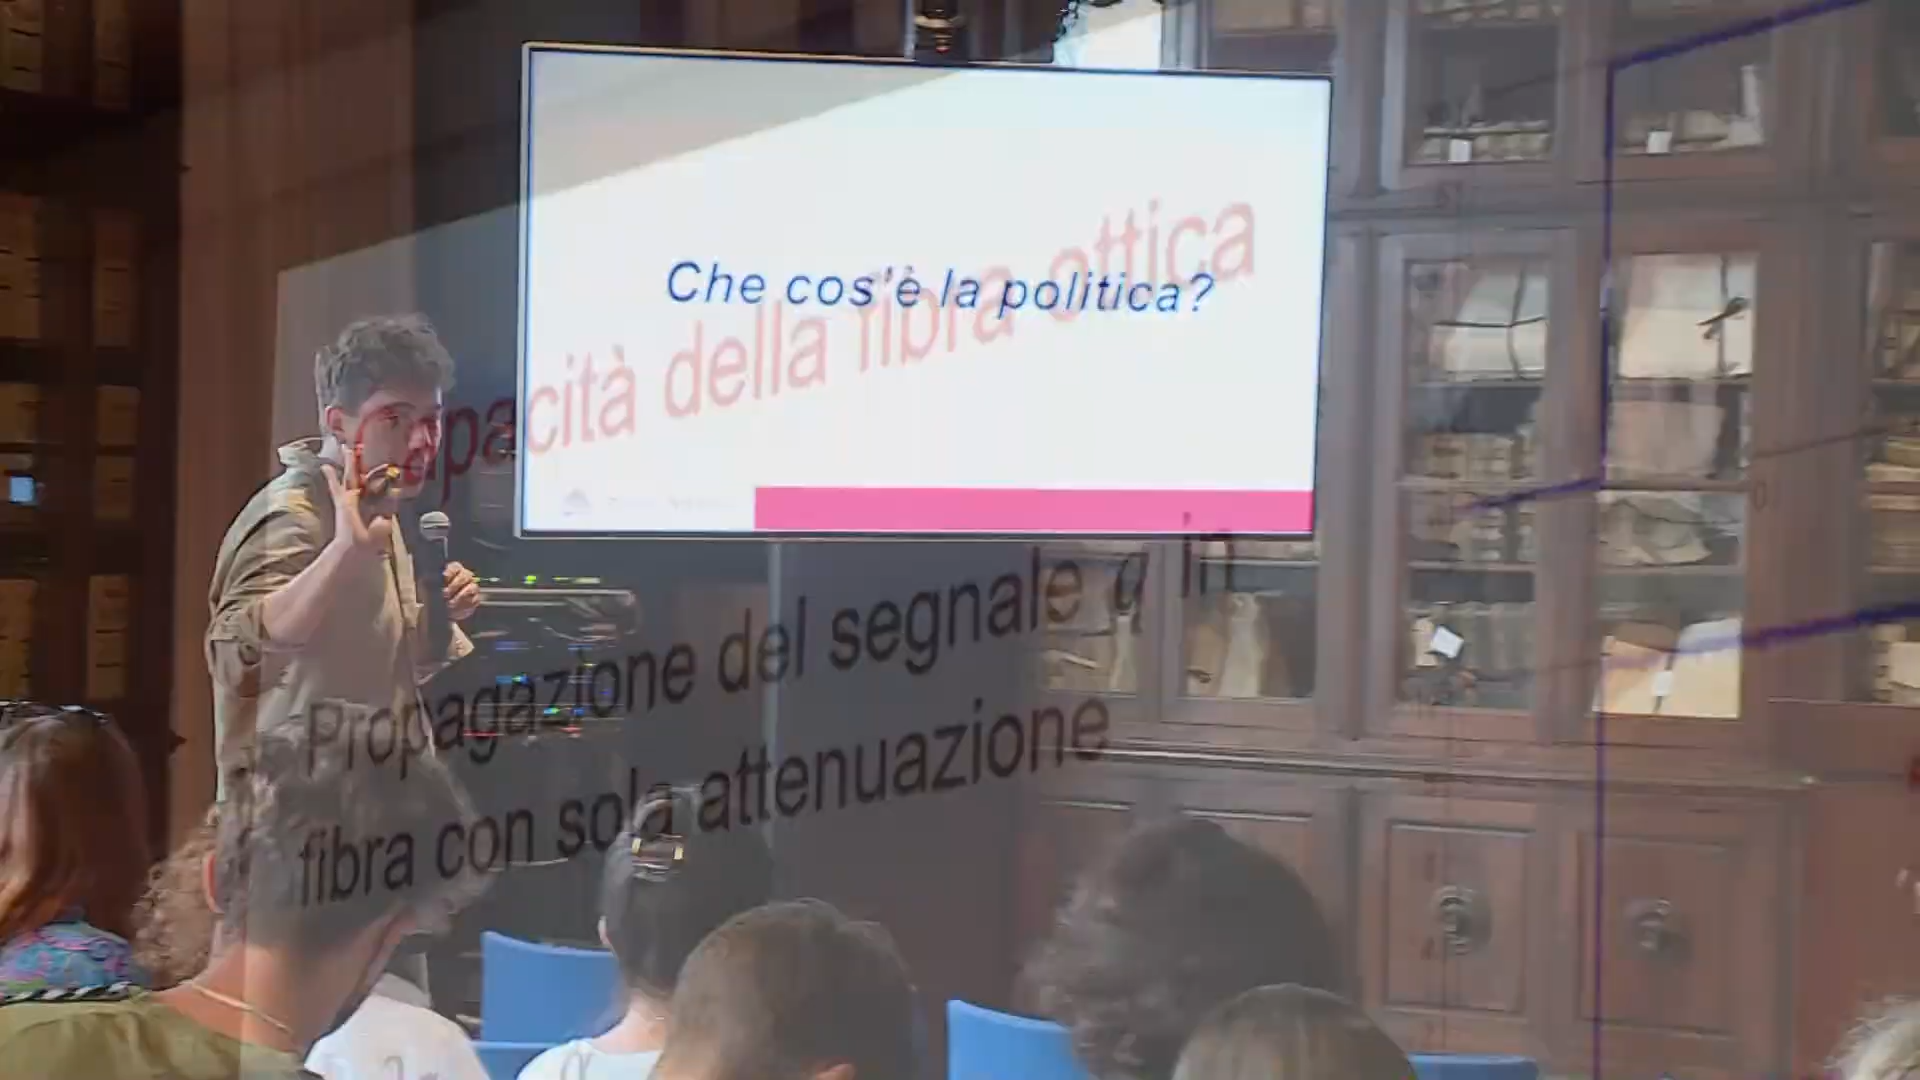 Che cos'è la politica?
Capacità della fibra ottica
Propagazione del segnale a in
fibra con sola attenuazione